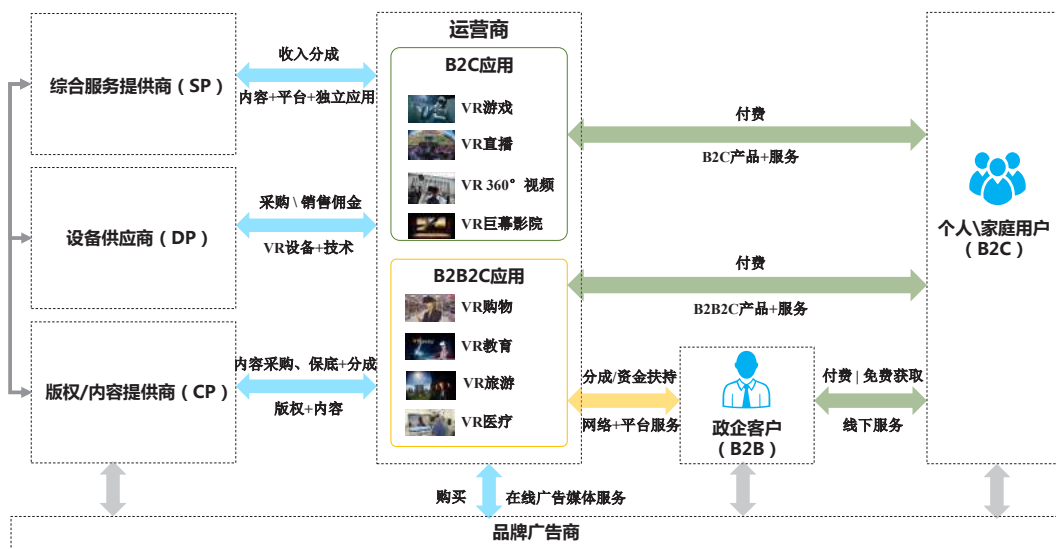 综合服务提供商（SP）
设备供应商（DP）
版权/内容提供商（CP）
收入分成
内容+平台+独立应用
采购 \ 销售佣金
VR设备+技术
内容采购、保底+分成
版权+内容
运营商
B2C应用
VR游戏
VR直播
VR 360°视频
VR巨幕影院
B2B2C应用
VR购物
VR教育
VR旅游
VR医疗
付费
B2C产品+服务
付费
B2B2C产品+服务
分成/资金扶持
网络+平台服务
政企客户
（B2B）
付费 | 免费获取
线下服务
个人\家庭用户
（B2C）
购买
在线广告媒体服务
品牌广告商